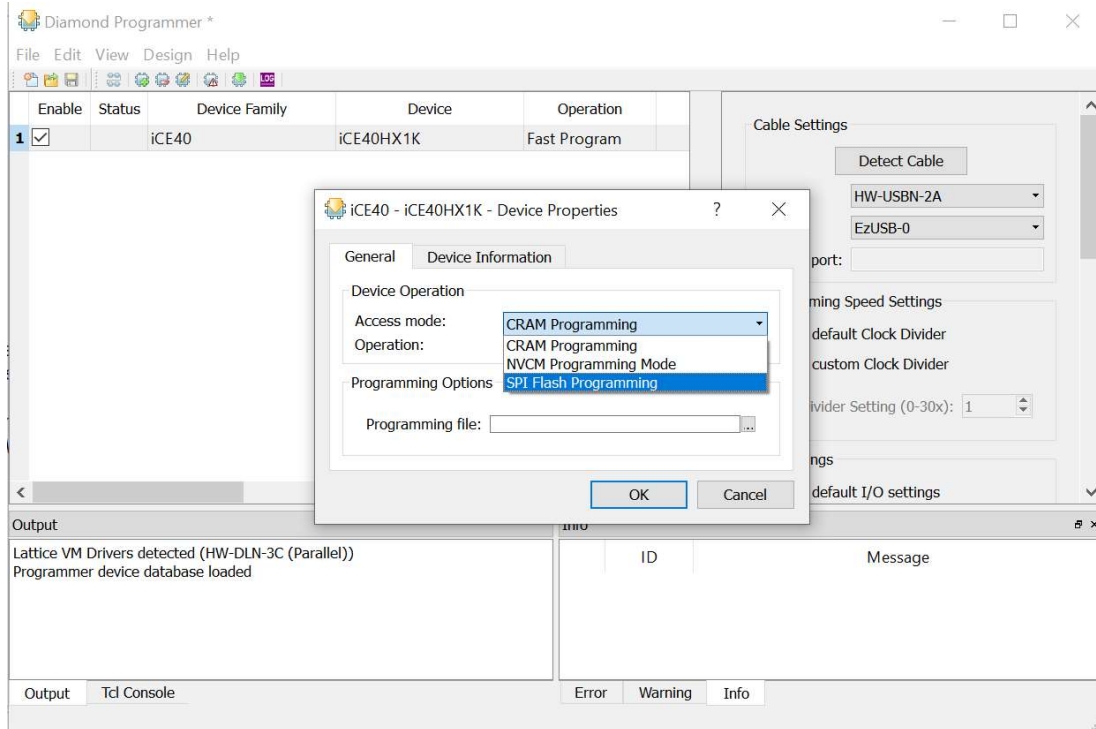 Diamond Programmer *
File Edit View Design Help
LOG
Enable Status Device Family Device Operation
1 iCE40 iCE40HX1K Fast Program
Cable Settings
Detect Cable
HW-USBN-2A
EzUSB-0
port:
ming Speed Settings
default Clock Divider
custom Clock Divider
ivider Setting (0-30x): 1
ngs
default I/O settings
iCE40 - iCE40HX1K - Device Properties ?
General Device Information
Device Operation
Access mode: CRAM Programming
Operation: CRAM Programming
NVCM Programming Mode
Programming Options SPI Flash Programming
Programming file: ...
OK Cancel
Output
Lattice VM Drivers detected (HW-DLN-3C (Parallel))
Programmer device database loaded
Output Tcl Console
Info
ID Message
Error Warning Info